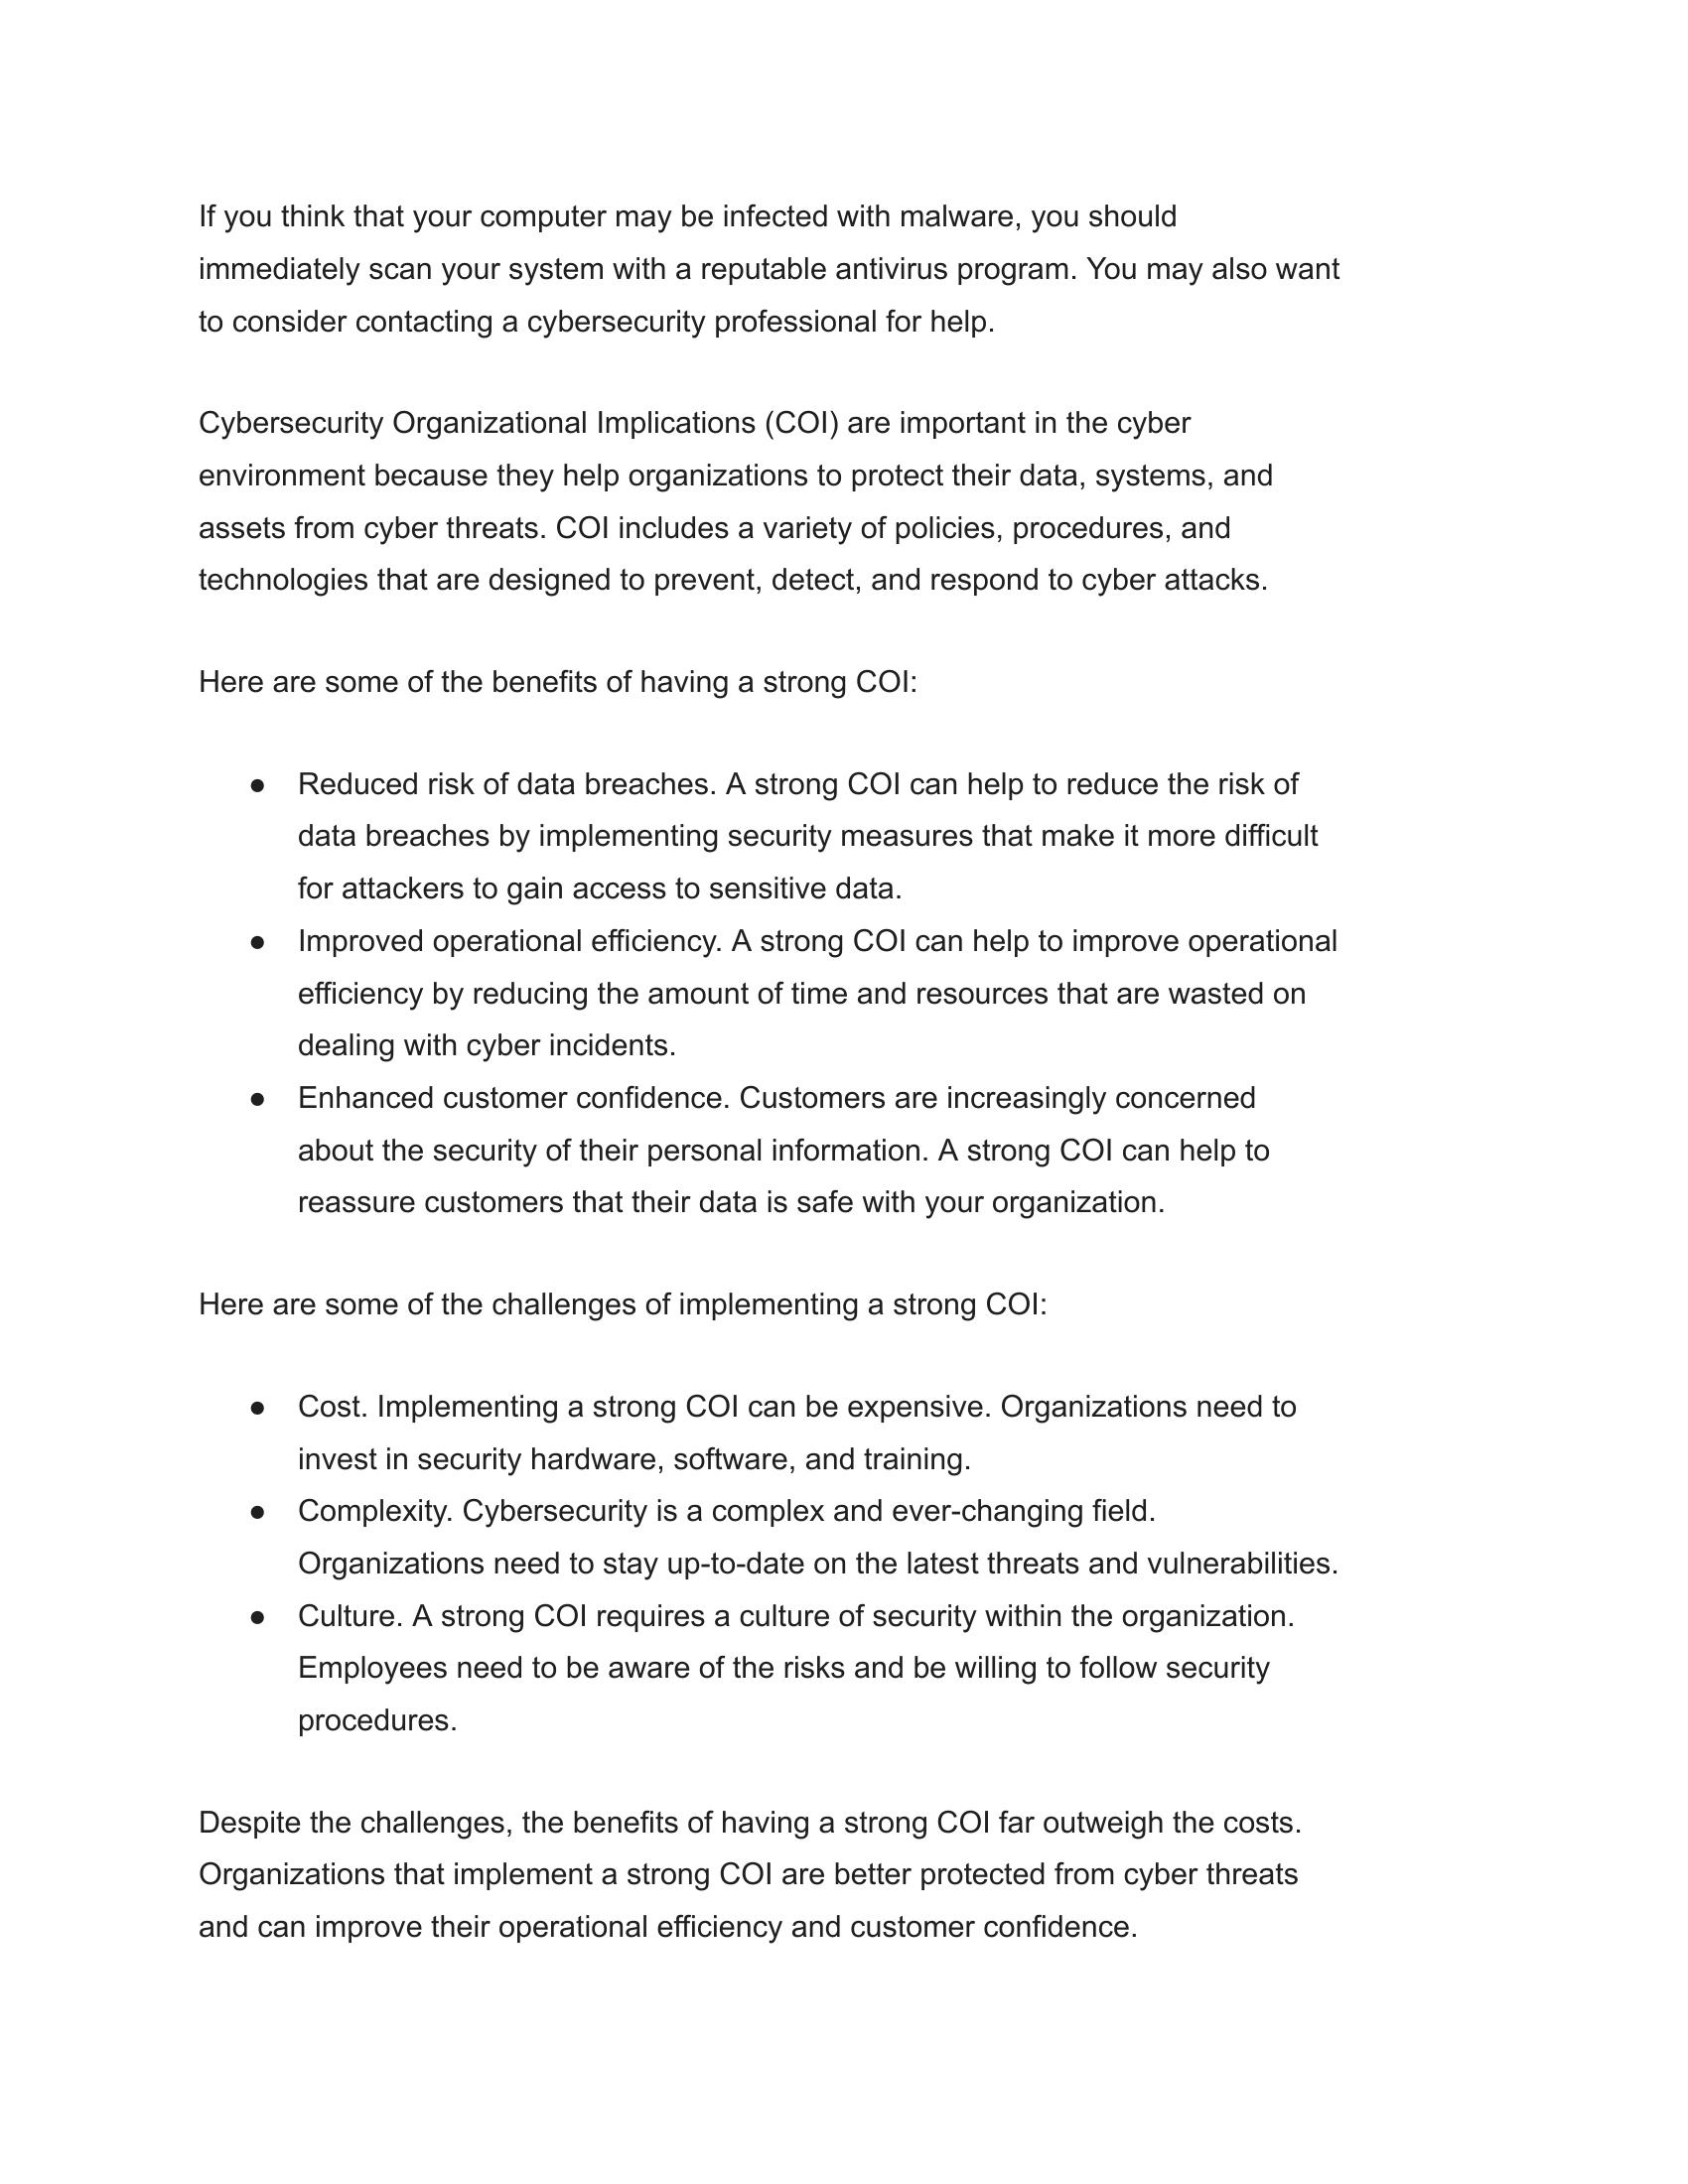 If you think that your computer may be infected with malware, you should
immediately scan your system with a reputable antivirus program. You may also want
to consider contacting a cybersecurity professional for help.
Cybersecurity Organizational Implications (COI) are important in the cyber
environment because they help organizations to protect their data, systems, and
assets from cyber threats. COI includes a variety of policies, procedures, and
technologies that are designed to prevent, detect, and respond to cyber attacks.
Here are some of the benefits of having a strong COI:
● Reduced risk of data breaches. A strong COI can help to reduce the risk of
data breaches by implementing security measures that make it more difficult
for attackers to gain access to sensitive data.
● Improved operational efficiency. A strong COI can help to improve operational
efficiency by reducing the amount of time and resources that are wasted on
dealing with cyber incidents.
● Enhanced customer confidence. Customers are increasingly concerned
about the security of their personal information. A strong COI can help to
reassure customers that their data is safe with your organization.
Here are some of the challenges of implementing a strong COI:
● Cost. Implementing a strong COI can be expensive. Organizations need to
invest in security hardware, software, and training.
● Complexity. Cybersecurity is a complex and ever-changing field.
Organizations need to stay up-to-date on the latest threats and vulnerabilities.
● Culture. A strong COI requires a culture of security within the organization.
Employees need to be aware of the risks and be willing to follow security
procedures.
Despite the challenges, the benefits of having a strong COI far outweigh the costs.
Organizations that implement a strong COI are better protected from cyber threats
and can improve their operational efficiency and customer confidence.